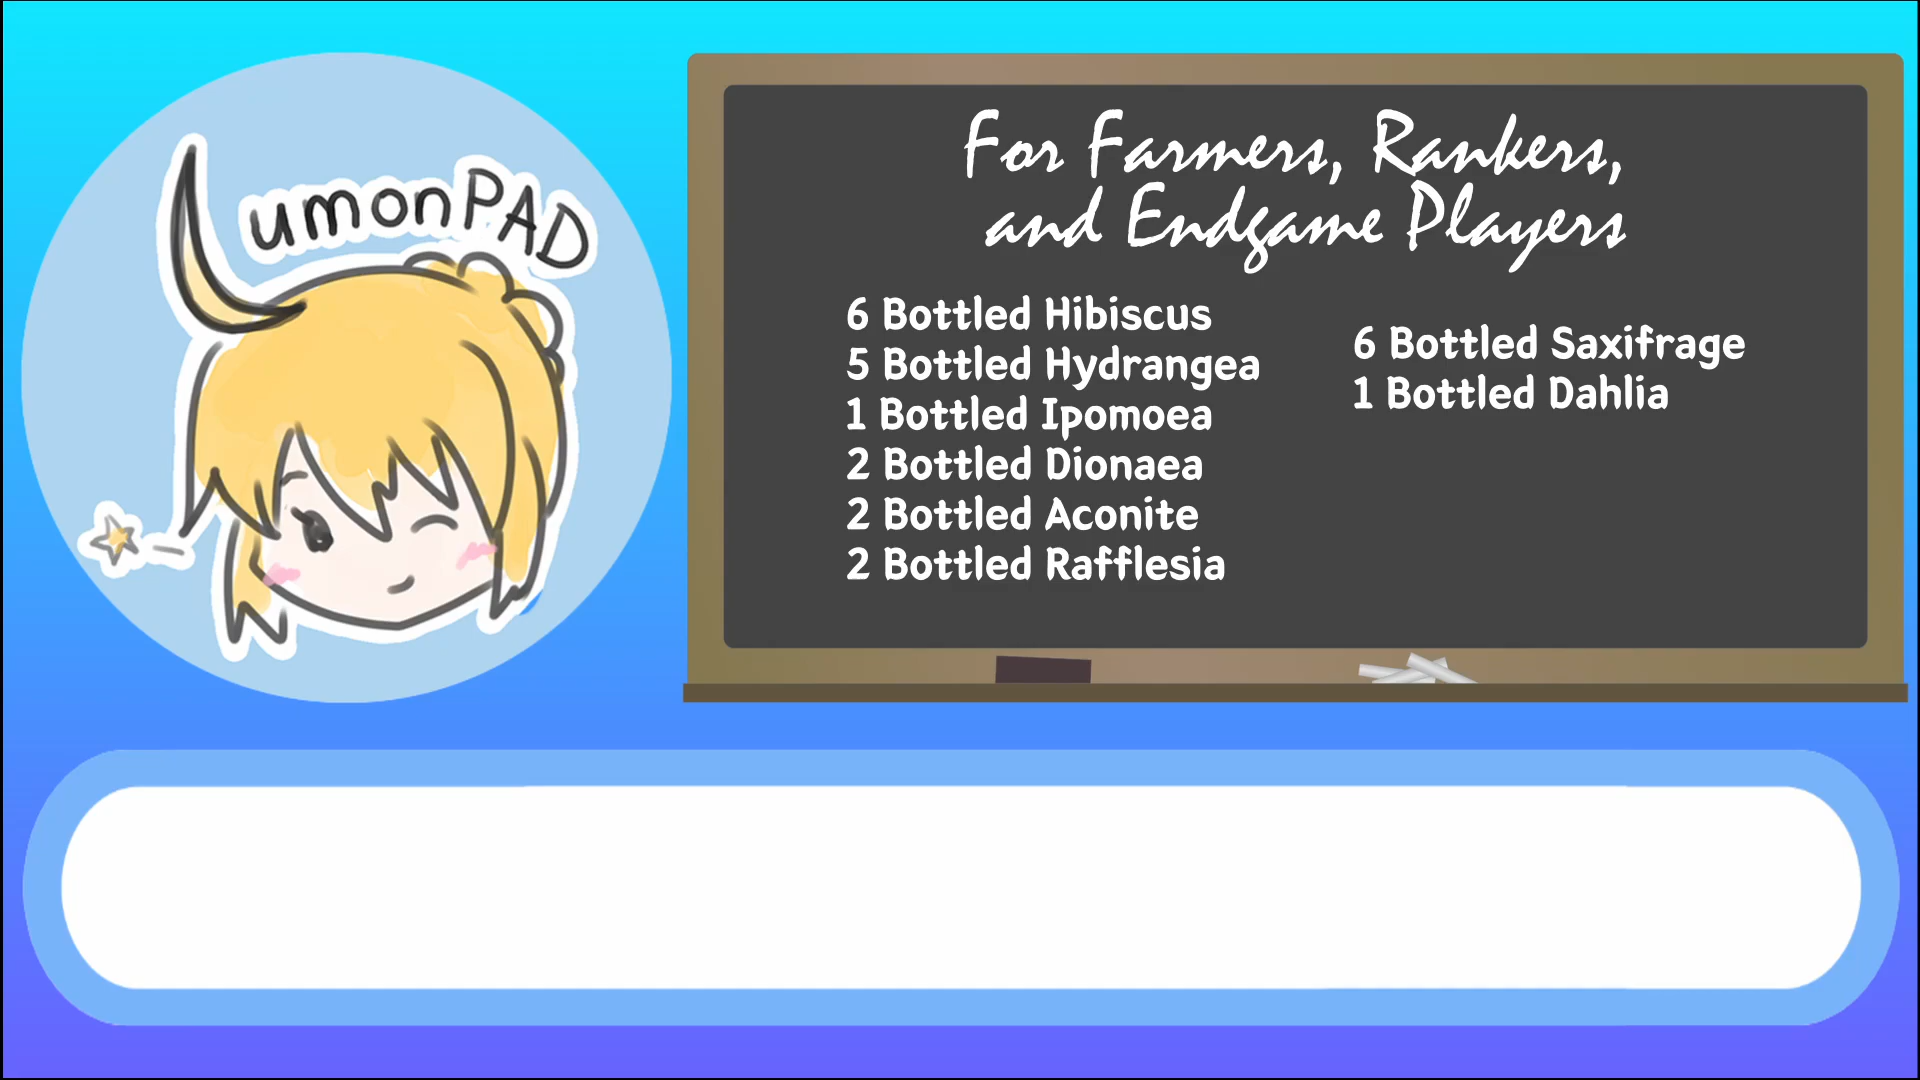 umonPAD
For Farmers, Rankers,
and Endgame Players
6 Bottled Hibiscus
5 Bottled Hydrangea
1 Bottled Ipomoea
2 Bottled Dionaea
2 Bottled Aconite
2 Bottled Rafflesia
6 Bottled Saxifrage
1 Bottled Dahlia